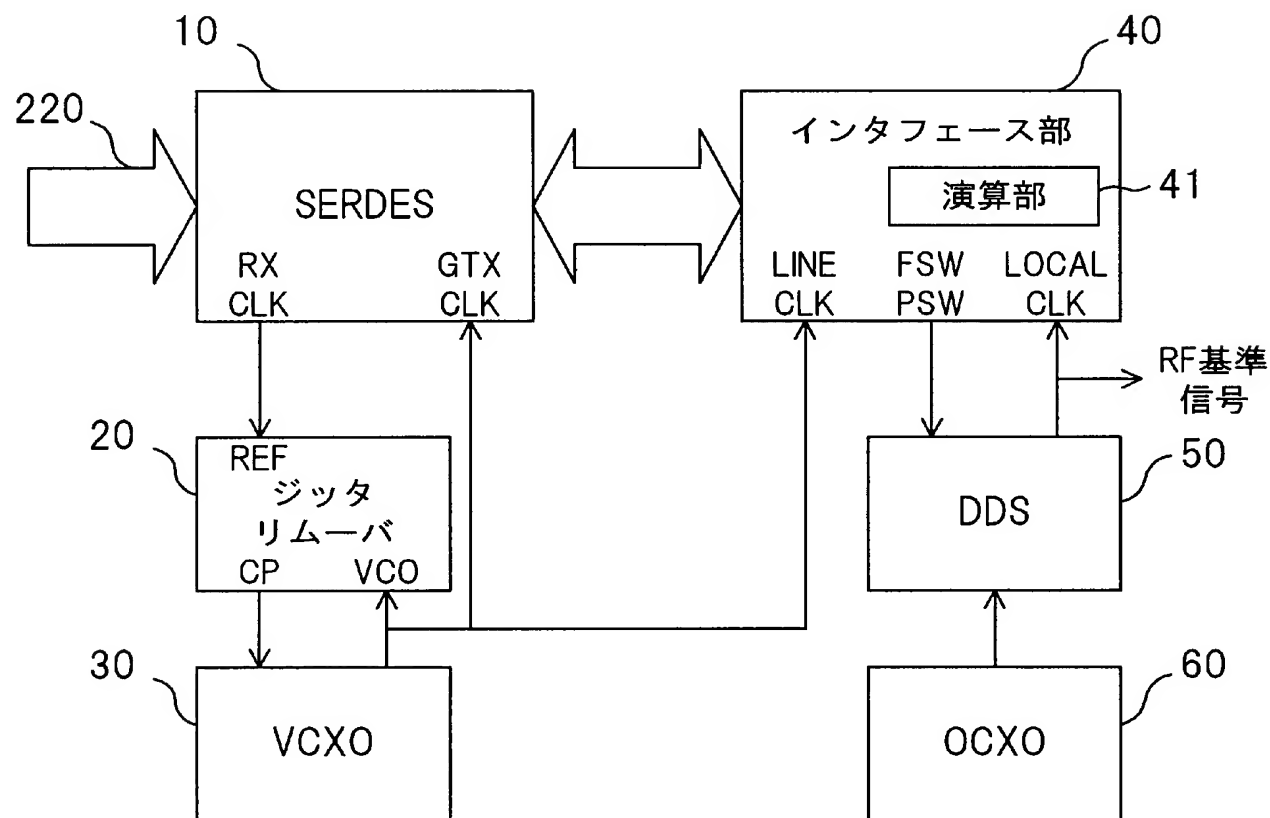 10
40
220
インタフェース部
SERDES
演算部
41
RX
CLK
GTX
CLK
LINE
CLK
FSW
PSW
LOCAL
CLK
RF基準
信号
20
REF
ジッタ
リムーバ
CP
VCO
50
DDS
30
VCXO
60
OCXO